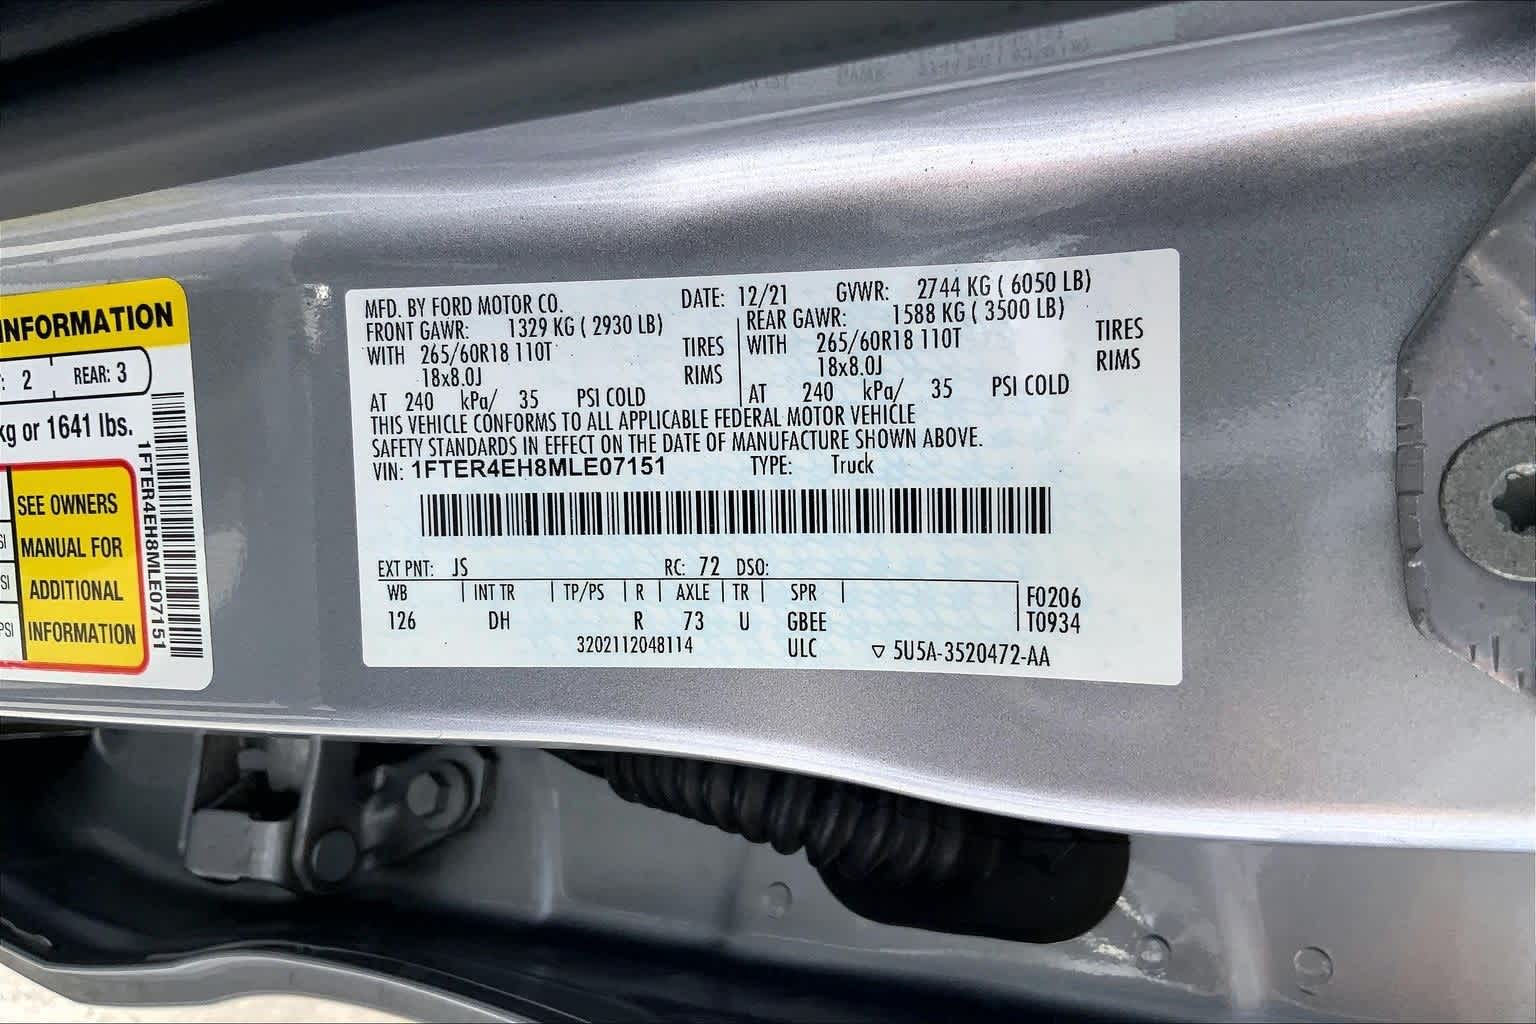 INFORMATION
: 2 REAR: 3
kg or 1641 lbs.
SEE OWNERS
MANUAL FOR
ADDITIONAL
INFORMATION
SI
SI
PSI
1FTER4EH8MLE07151
MFD. BY FORD MOTOR CO. DATE: 12/21 GVWR: 2744 KG ( 6050 LB)
FRONT GAWR: 1329 KG ( 2930 LB) REAR GAWR: 1588 KG ( 3500 LB)
WITH 265/60R18 110T TIRES WITH 265/60R18 110T TIRES
18x8.0J RIMS 18x8.0J RIMS
AT 240 kPa/ 35 PSI COLD AT 240 kPa/ 35 PSI COLD
THIS VEHICLE CONFORMS TO ALL APPLICABLE FEDERAL MOTOR VEHICLE
SAFETY STANDARDS IN EFFECT ON THE DATE OF MANUFACTURE SHOWN ABOVE.
VIN: 1FTER4EH8MLE07151 TYPE: Truck
EXT PNT: JS RC: 72 DSO:
WB INT TR TP/PS R AXLE TR SPR F0206
126 DH R 73 U GBEE T0934
3202112048114 ULC ▽ 5U5A-3520472-AA